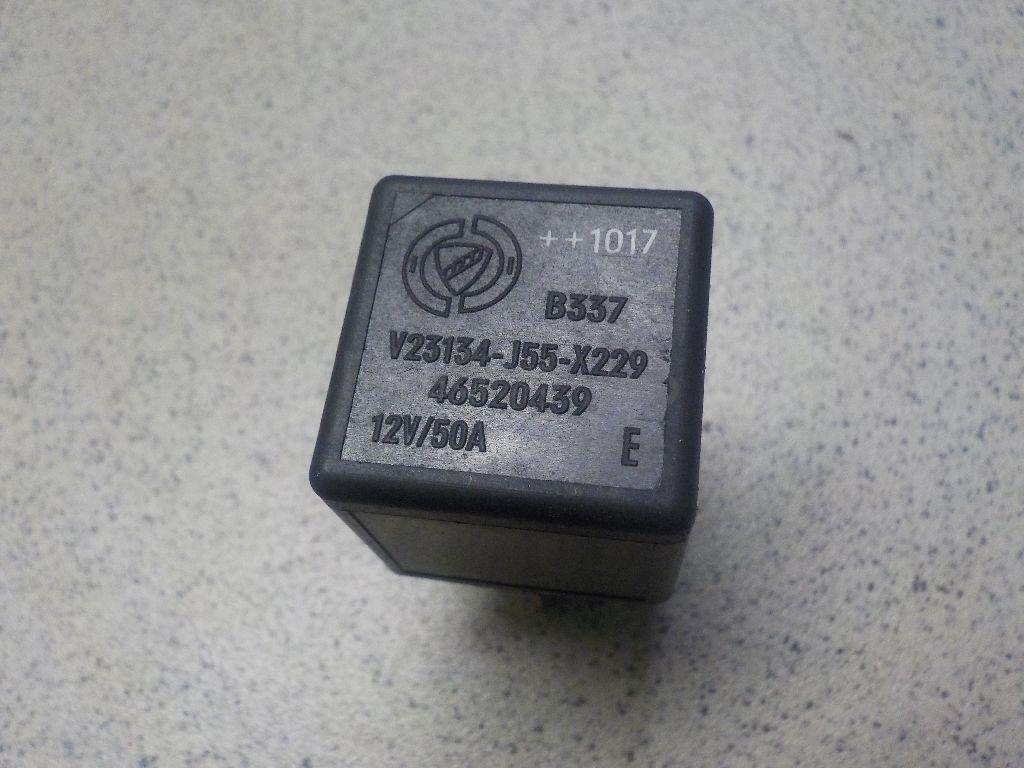 ++1017
B337
V23134-J55-X229
46520439
12V/50A
E